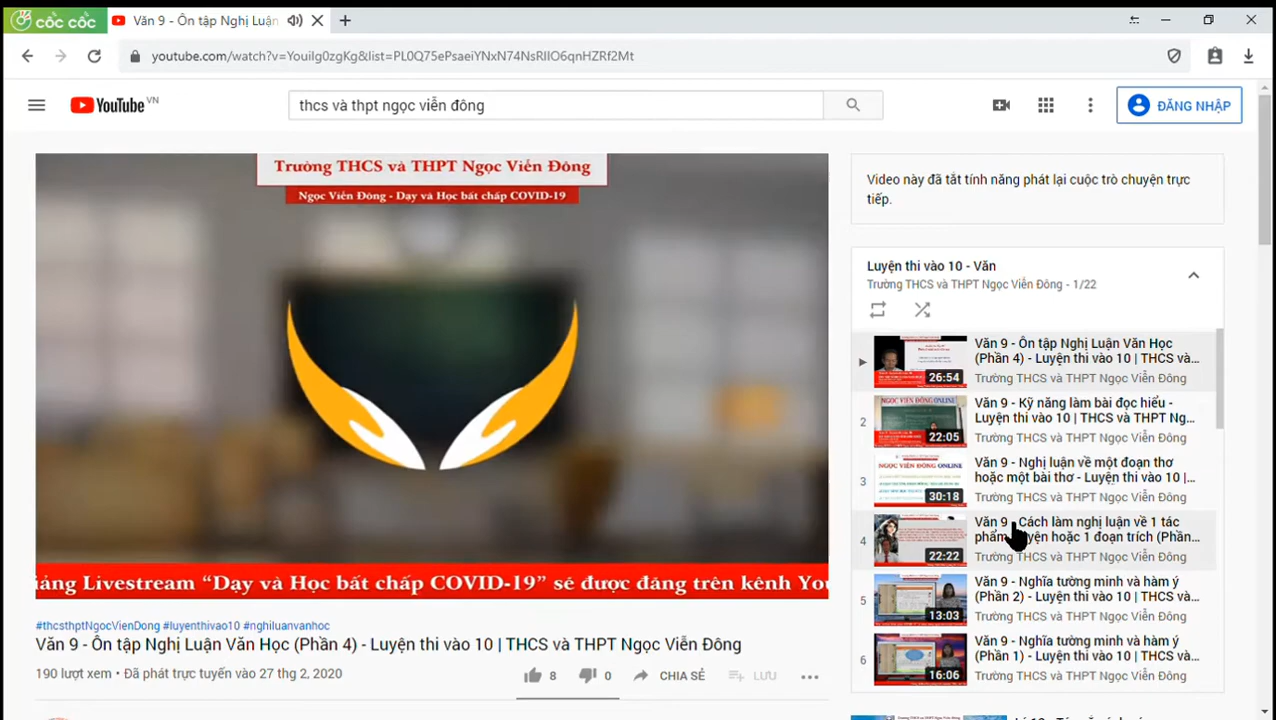 cốc cốc
Văn 9 - Ôn tập Nghị Luận
youtube.com/watch?v=Youilg0zgKg&list=PL0Q75ePsaeiYNxN74NsRIlO6qnHZRf2Mt
YouTube VN
thcs và thpt ngọc viễn đông
ĐĂNG NHẬP
Trường THCS và THPT Ngọc Viễn Đông
Ngọc Viễn Đông - Dạy và Học bất chấp COVID-19
iảng Livestream “Dạy và Học bất chấp COVID-19” sẽ được đăng trên kênh You
#thcsthptNgocVienDong #luyenthivao10 #nghiluanvanhoc
Văn 9 - Ôn tập Nghị Luận Văn Học (Phần 4) - Luyện thi vào 10 | THCS và THPT Ngọc Viễn Đông
190 lượt xem • Đã phát trực tuyến vào 27 thg 2, 2020
8
0
CHIA SẺ
LƯU
Video này đã tắt tính năng phát lại cuộc trò chuyện trực
tiếp.
Luyện thi vào 10 - Văn
Trường THCS và THPT Ngọc Viễn Đông - 1/22
26:54
Văn 9 - Ôn tập Nghị Luận Văn Học
(Phần 4) - Luyện thi vào 10 | THCS và...
Trường THCS và THPT Ngọc Viễn Đông
2
NGỌC VIỄN ĐÔNG ONLINE
22:05
Văn 9 - Kỹ năng làm bài đọc hiểu -
Luyện thi vào 10 | THCS và THPT Ng...
Trường THCS và THPT Ngọc Viễn Đông
3
NGỌC VIỄN ĐÔNG ONLINE
30:18
Văn 9 - Nghị luận về một đoạn thơ
hoặc một bài thơ - Luyện thi vào 10 |...
Trường THCS và THPT Ngọc Viễn Đông
4
22:22
Văn 9 - Cách làm nghị luận về 1 tác
phẩm truyện hoặc 1 đoạn trích (Phần...
Trường THCS và THPT Ngọc Viễn Đông
5
13:03
Văn 9 - Nghĩa tường minh và hàm ý
(Phần 2) - Luyện thi vào 10 | THCS và...
Trường THCS và THPT Ngọc Viễn Đông
6
16:06
Văn 9 - Nghĩa tường minh và hàm ý
(Phần 1) - Luyện thi vào 10 | THCS và...
Trường THCS và THPT Ngọc Viễn Đông